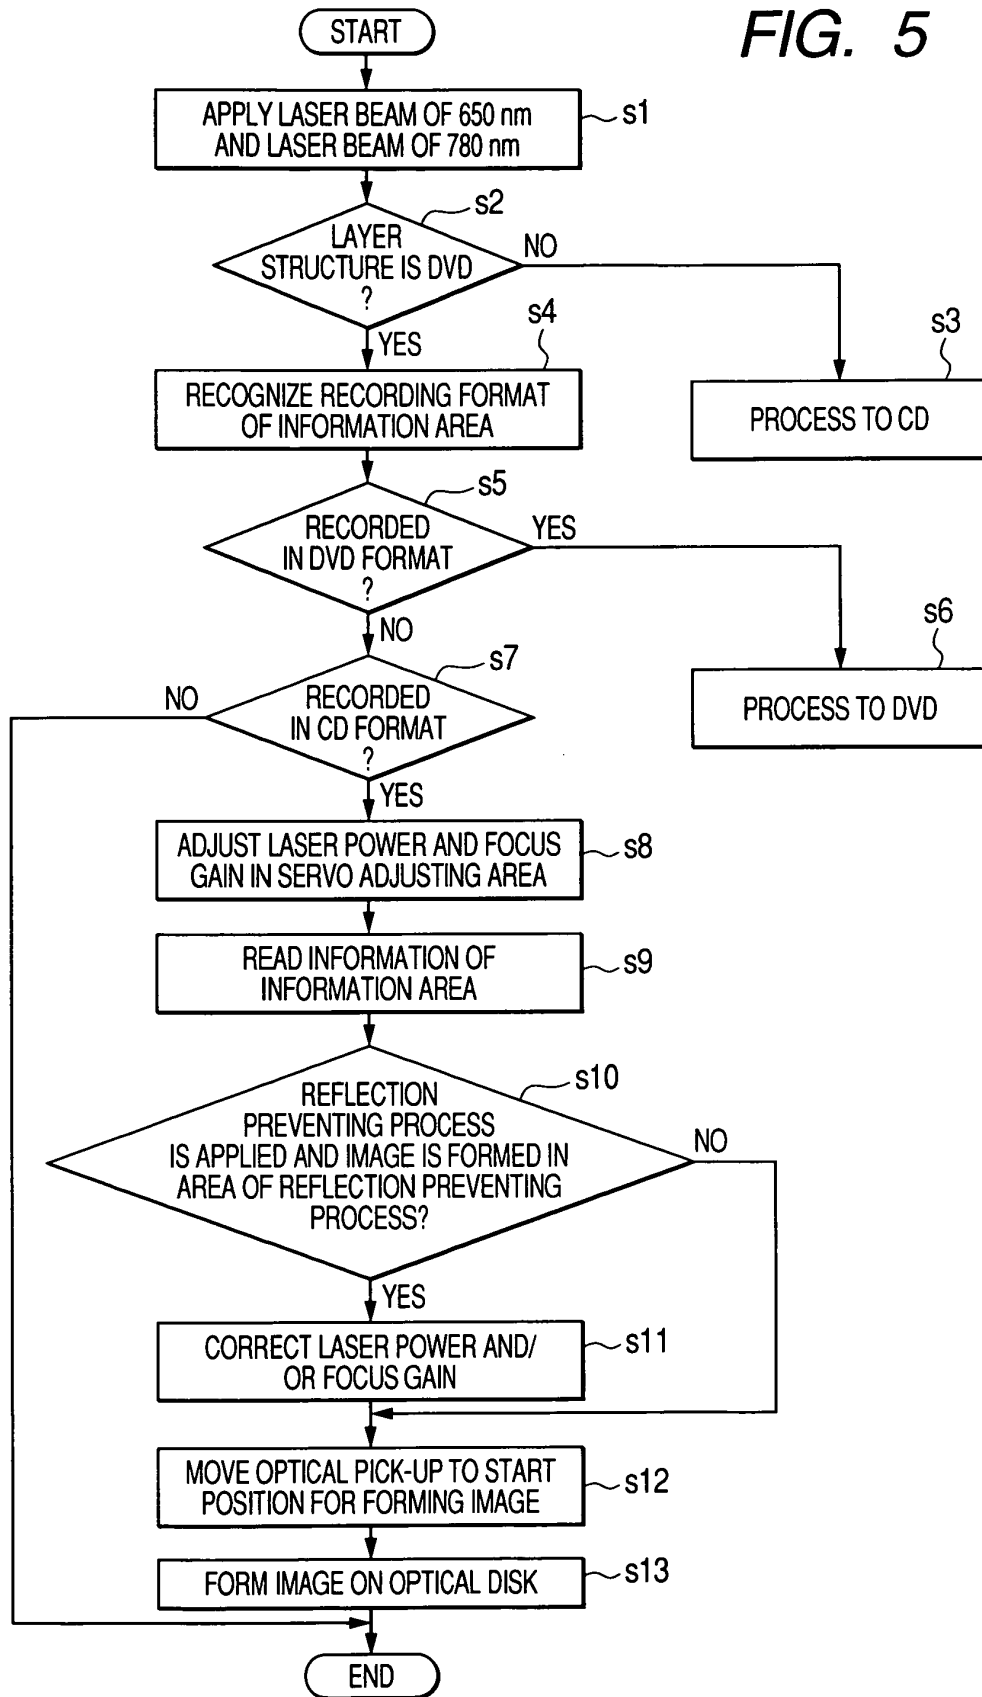 FIG. 5
START
APPLY LASER BEAM OF 650 nm
AND LASER BEAM OF 780 nm
s1
s2
LAYER
STRUCTURE IS DVD
?
NO
YES
s3
PROCESS TO CD
s4
RECOGNIZE RECORDING FORMAT
OF INFORMATION AREA
s5
RECORDED
IN DVD FORMAT
?
YES
NO
s6
PROCESS TO DVD
s7
RECORDED
IN CD FORMAT
?
NO
YES
ADJUST LASER POWER AND FOCUS
GAIN IN SERVO ADJUSTING AREA
s8
READ INFORMATION OF
INFORMATION AREA
s9
s10
REFLECTION
PREVENTING PROCESS
IS APPLIED AND IMAGE IS FORMED IN
AREA OF REFLECTION PREVENTING
PROCESS?
NO
YES
CORRECT LASER POWER AND/
OR FOCUS GAIN
s11
MOVE OPTICAL PICK-UP TO START
POSITION FOR FORMING IMAGE
s12
FORM IMAGE ON OPTICAL DISK
s13
END